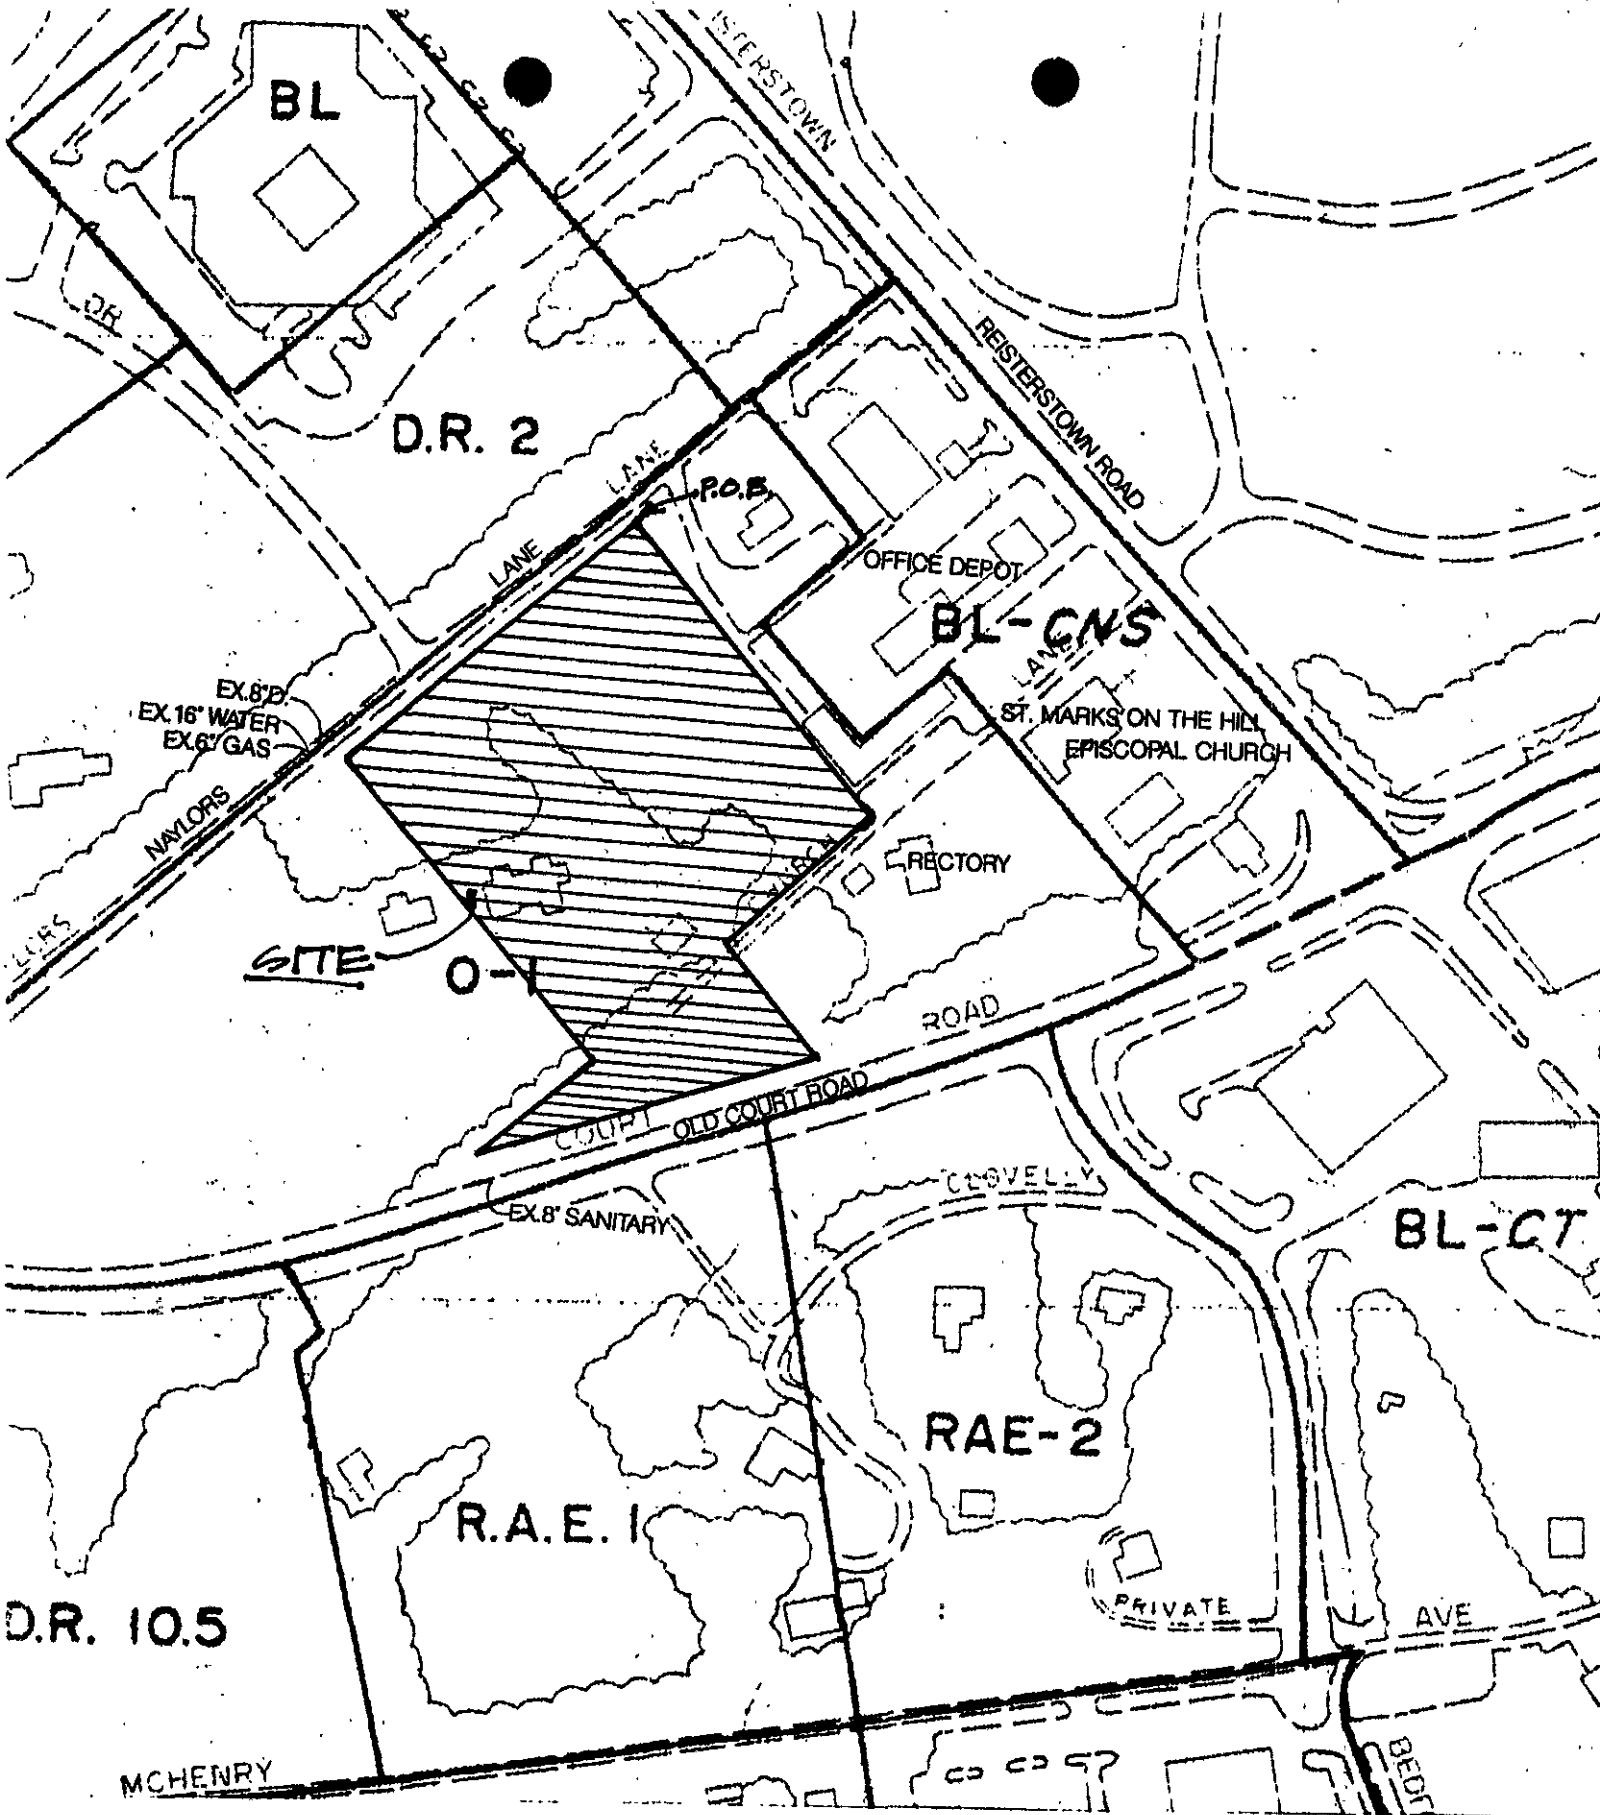 BL
REISTERSTOWN ROAD
DR
D.R. 2
LANE
P.O.B.
LANE
OFFICE DEPOT
BL-CNS
LANE
EX.8"D.
EX.16" WATER
EX.6" GAS
ST. MARKS ON THE HILL
EPISCOPAL CHURCH
NAYLORS
RECTORY
SITE
O-1
ROAD
COURT
OLD COURT ROAD
CLOVELLY
EX.8" SANITARY
BL-CT
RAE-2
R.A.E. 1
D.R. 10.5
PRIVATE
AVE
MCHENRY